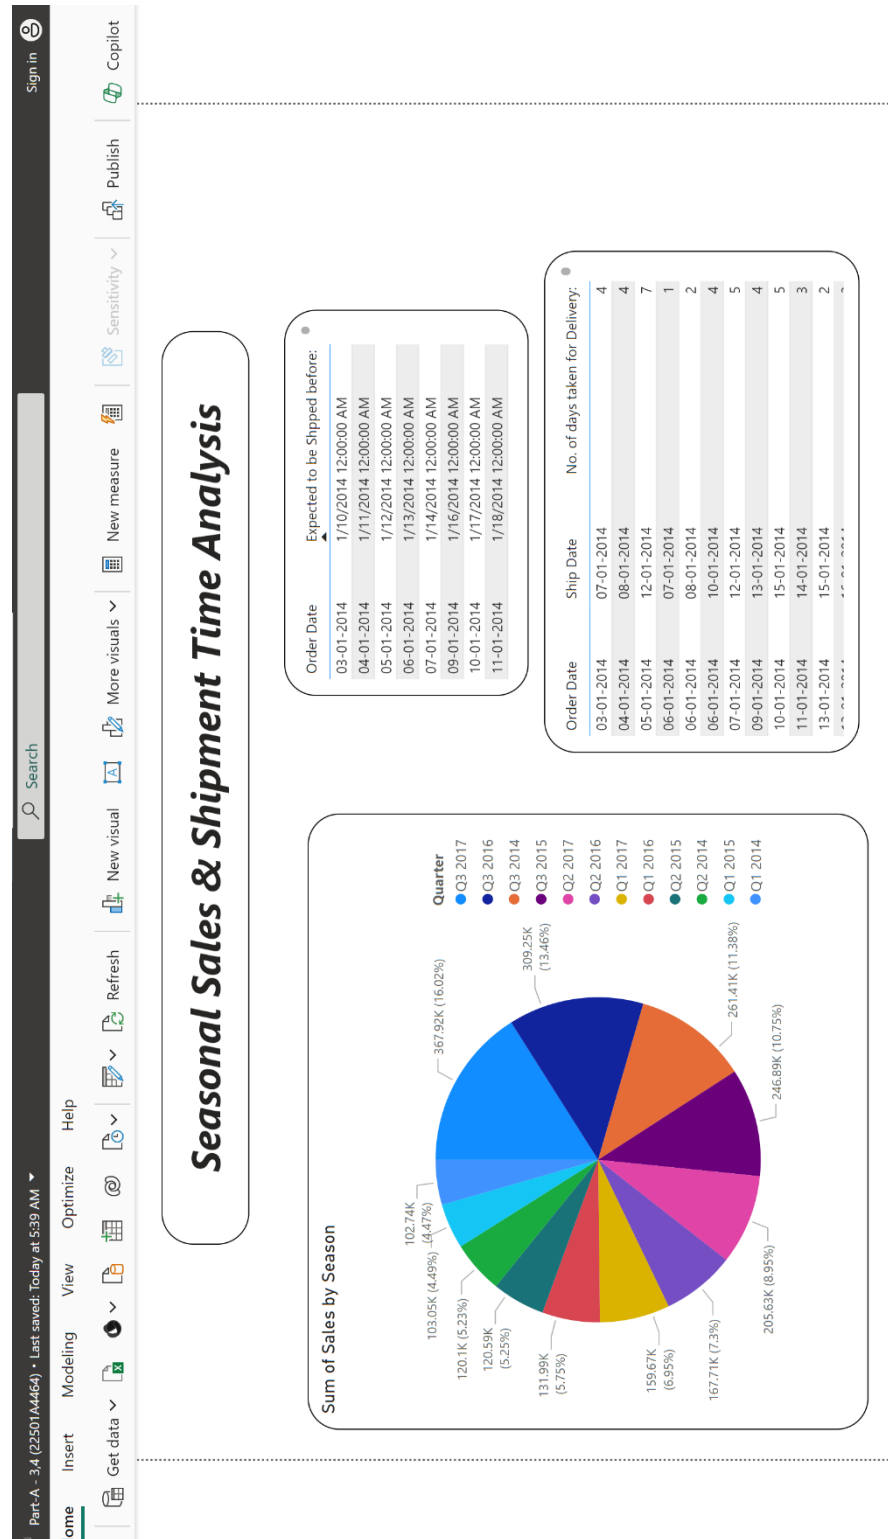 Part-A - 3,4 (22501A4464) • Last saved: Today at 5:39 AM
Search
Sign in
ome Insert Modeling View Optimize Help
Get data Refresh New visual More visuals New measure Sensitivity Publish Copilot
Seasonal Sales & Shipment Time Analysis
Sum of Sales by Season
367.92K (16.02%)
309.25K
(13.46%)
261.41K (11.38%)
246.89K (10.75%)
205.63K (8.95%)
167.71K (7.3%)
159.67K
(6.95%)
131.99K
(5.75%)
120.59K
(5.25%)
120.1K (5.23%)
103.05K (4.49%)
102.74K
(4.47%)
Quarter
Q3 2017
Q3 2016
Q3 2014
Q3 2015
Q2 2017
Q2 2016
Q1 2017
Q1 2016
Q2 2015
Q2 2014
Q1 2015
Q1 2014
Order Date Expected to be Shpped before:
03-01-2014 1/10/2014 12:00:00 AM
04-01-2014 1/11/2014 12:00:00 AM
05-01-2014 1/12/2014 12:00:00 AM
06-01-2014 1/13/2014 12:00:00 AM
07-01-2014 1/14/2014 12:00:00 AM
09-01-2014 1/16/2014 12:00:00 AM
10-01-2014 1/17/2014 12:00:00 AM
11-01-2014 1/18/2014 12:00:00 AM
Order Date Ship Date No. of days taken for Delivery:
03-01-2014 07-01-2014 4
04-01-2014 08-01-2014 4
05-01-2014 12-01-2014 7
06-01-2014 07-01-2014 1
06-01-2014 08-01-2014 2
06-01-2014 10-01-2014 4
07-01-2014 12-01-2014 5
09-01-2014 13-01-2014 4
10-01-2014 15-01-2014 5
11-01-2014 14-01-2014 3
13-01-2014 15-01-2014 2